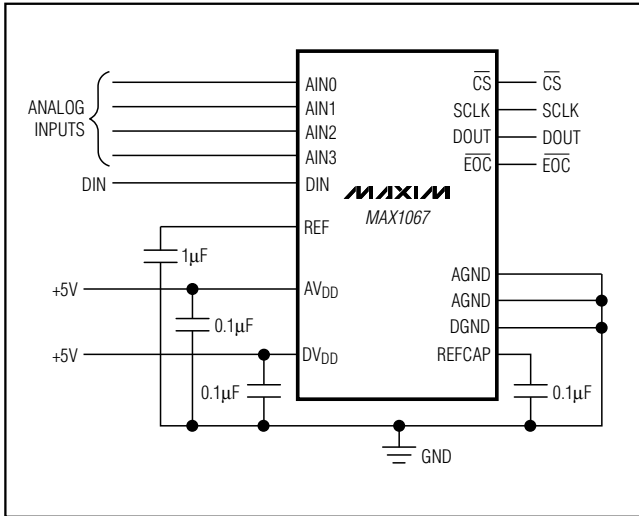 ANALOG
INPUTS
DIN
+5V
+5V
1µF
0.1µF
0.1µF
AIN0
AIN1
AIN2
AIN3
DIN
REF
AVDD
DVDD
MAXIM
MAX1067
CS
SCLK
DOUT
EOC
AGND
AGND
DGND
REFCAP
CS
SCLK
DOUT
EOC
0.1µF
GND